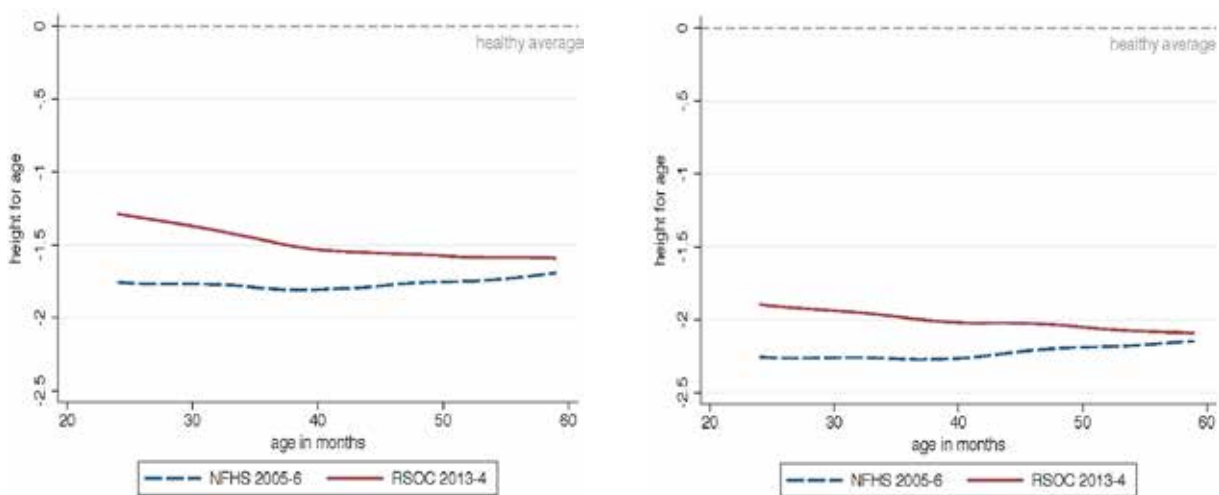 0
healthy average
-.5
-1
-1.5
-2
-2.5
height for age
20
30
40
50
60
age in months
NFHS 2005-6
RSOC 2013-4
0
healthy average
-.5
-1
-1.5
-2
-2.5
height for age
20
30
40
50
60
age in months
NFHS 2005-6
RSOC 2013-4